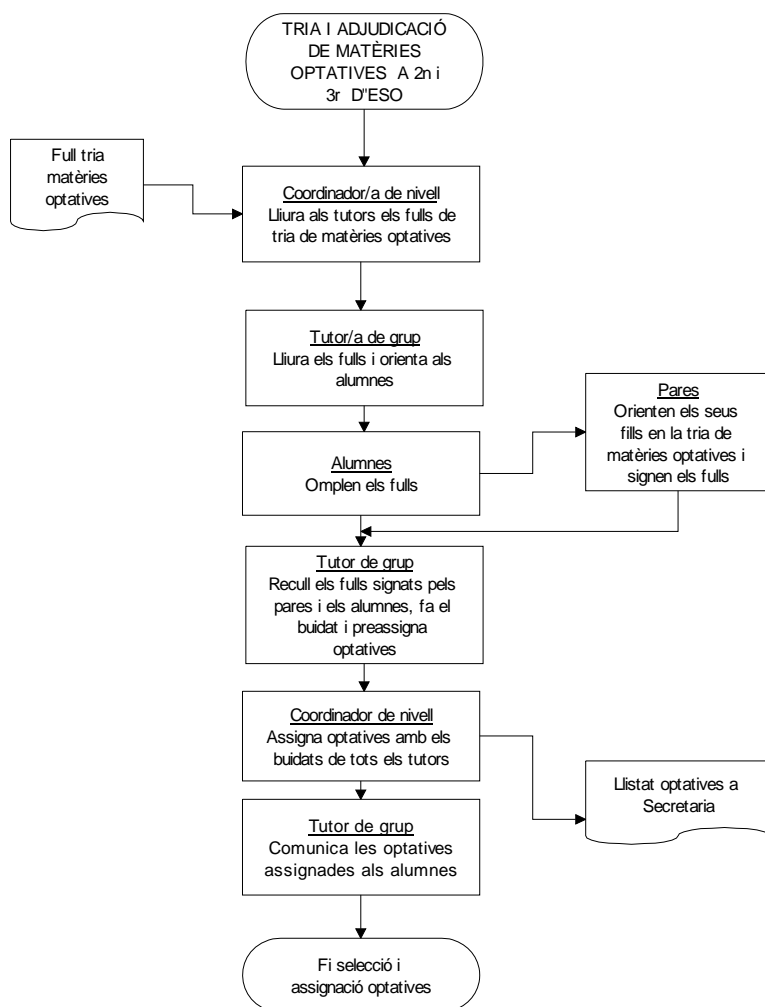 TRIA I ADJUDICACIÓ
DE MATÈRIES
OPTATIVES A 2n i
3r D"ESO
Full tria
matèries
optatives
Coordinador/a de nivell
Lliura als tutors els fulls de
tria de matèries optatives
Tutor/a de grup
Lliura els fulls i orienta als
alumnes
Pares
Orienten els seus
fills en la tria de
matèries optatives i
signen els fulls
Alumnes
Omplen els fulls
Tutor de grup
Recull els fulls signats pels
pares i els alumnes, fa el
buidat i preassigna
optatives
Coordinador de nivell
Assigna optatives amb els
buidats de tots els tutors
Llistat optatives a
Secretaria
Tutor de grup
Comunica les optatives
assignades als alumnes
Fi selecció i
assignació optatives